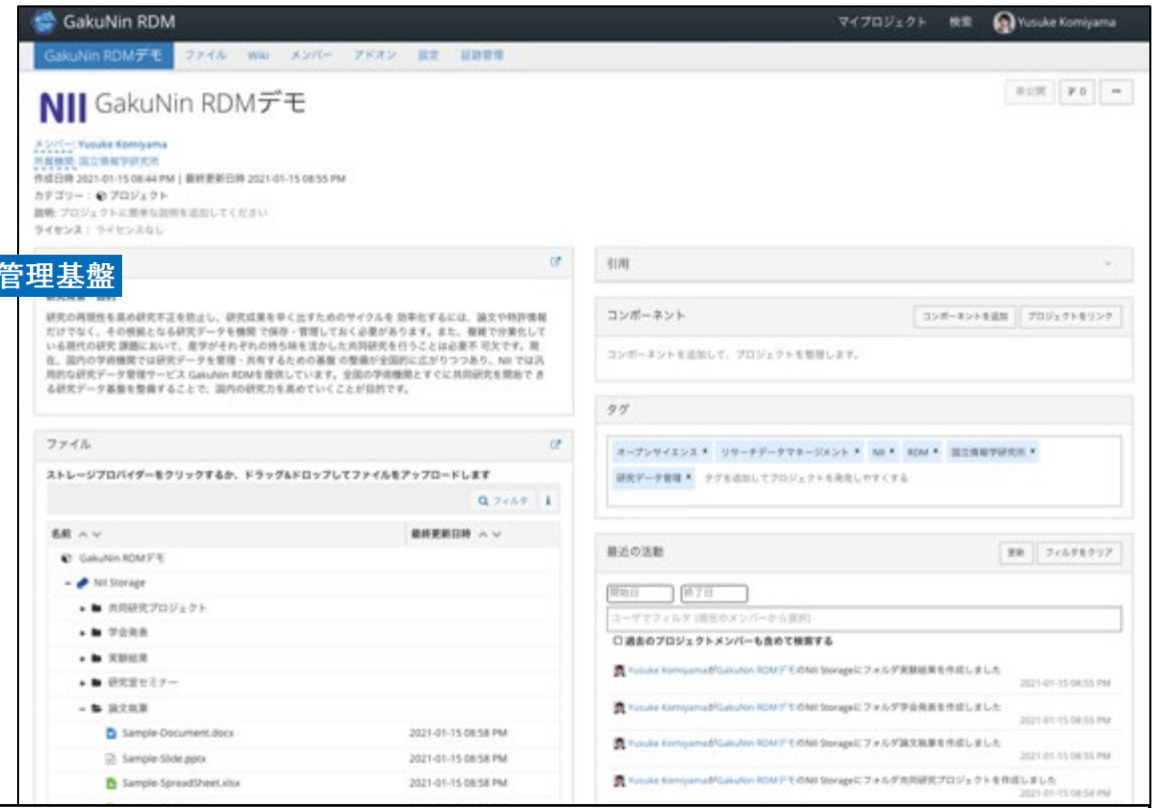 GakuNin RDM
マイプロジェクト 検索 Yusuke Komiyama
GakuNin RDMデモ ファイル Wiki メンバー アドオン 設定 証跡管理
NII GakuNin RDMデモ
非公開 0
メンバー: Yusuke Komiyama
所属機関: 国立情報学研究所
作成日時 2021-01-15 08:44 PM | 最終更新日時 2021-01-15 08:55 PM
カテゴリー: プロジェクト
説明: プロジェクトに簡単な説明を追加してください
ライセンス: ライセンスなし
管理基盤
研究の再現性を高め研究不正を防止し、研究成果を早く出すためのサイクルを 効率化するには、論文や特許情報
だけでなく、その根拠となる研究データを機関 で保存・管理しておく必要があります。また、複雑で分業化して
いる現代の研究 課題において、産学がそれぞれの持ち味を活かした共同研究を行うことは必要不 可欠です。現
在、国内の学術機関では研究データを管理・共有するための基盤 の整備が全国的に広がりつつあり、NII では汎
用的な研究データ管理サービス GakuNin RDMを提供しています。全国の学術機関とすぐに共同研究を開始でき
る研究データ基盤を整備することで、国内の研究力を高めていくことが目的です。
ファイル
ストレージプロバイダーをクリックするか、ドラッグ&ドロップしてファイルをアップロードします
フィルタ i
名前 最終更新日時
GakuNin RDMデモ
- NII Storage
+ 共同研究プロジェクト
+ 学会発表
+ 実験結果
+ 研究室セミナー
- 論文執筆
Sample-Document.docx 2021-01-15 08:58 PM
Sample-Slide.pptx 2021-01-15 08:58 PM
Sample-SpreadSheet.xlsx 2021-01-15 08:58 PM
引用
コンポーネント コンポーネントを追加 プロジェクトをリンク
コンポーネントを追加して、プロジェクトを整理します。
タグ
オープンサイエンス × リサーチデータマネージメント × NII × RDM × 国立情報学研究所 ×
研究データ管理 × タグを追加してプロジェクトを発見しやすくする
最近の活動 更新 フィルタをクリア
開始日 終了日
ユーザでフィルタ (現在のメンバーから選択)
過去のプロジェクトメンバーも含めて検索する
Yusuke KomiyamaがGakuNin RDMデモのNII Storageにフォルダ実験結果を作成しました
2021-01-15 08:55 PM
Yusuke KomiyamaがGakuNin RDMデモのNII Storageにフォルダ学会発表を作成しました
2021-01-15 08:55 PM
Yusuke KomiyamaがGakuNin RDMデモのNII Storageにフォルダ論文執筆を作成しました
2021-01-15 08:55 PM
Yusuke KomiyamaがGakuNin RDMデモのNII Storageにフォルダ共同研究プロジェクトを作成しました
2021-01-15 08:54 PM